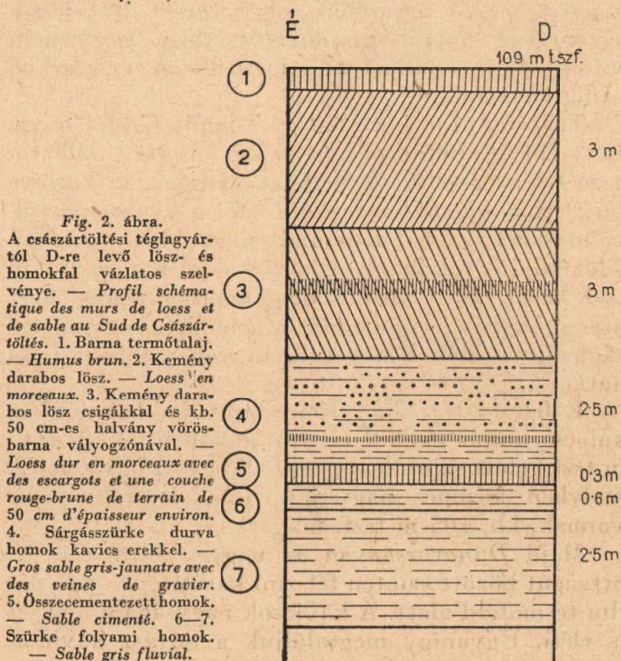 É D
109 m tszf.
1
2
3 m
3
3 m
4
2·5 m
5
0·3 m
6
0·6 m
7
2·5 m
Fig. 2. ábra.
A császártöltési téglagyár-
tól D-re levő lösz- és
homokfal vázlatos szel-
vénye. — Profil schéma-
tique des murs de loess et
de sable au Sud de Császár-
töltés. 1. Barna termőtalaj.
— Humus brun. 2. Kemény
darabos lösz. — Loess en
morceaux. 3. Kemény dara-
bos lösz csigákkal és kb.
50 cm-es halvány vörös-
barna vályogzónával. —
Loess dur en morceaux avec
des escargots et une couche
rouge-brune de terrain de
50 cm d'épaisseur environ.
4. Sárgásszürke durva
homok kavics erekkel. —
Gros sable gris-jaunatre avec
des veines de gravier.
5. Összecementezett homok.
— Sable cimenté. 6—7.
Szürke folyami homok.
— Sable gris fluvial.